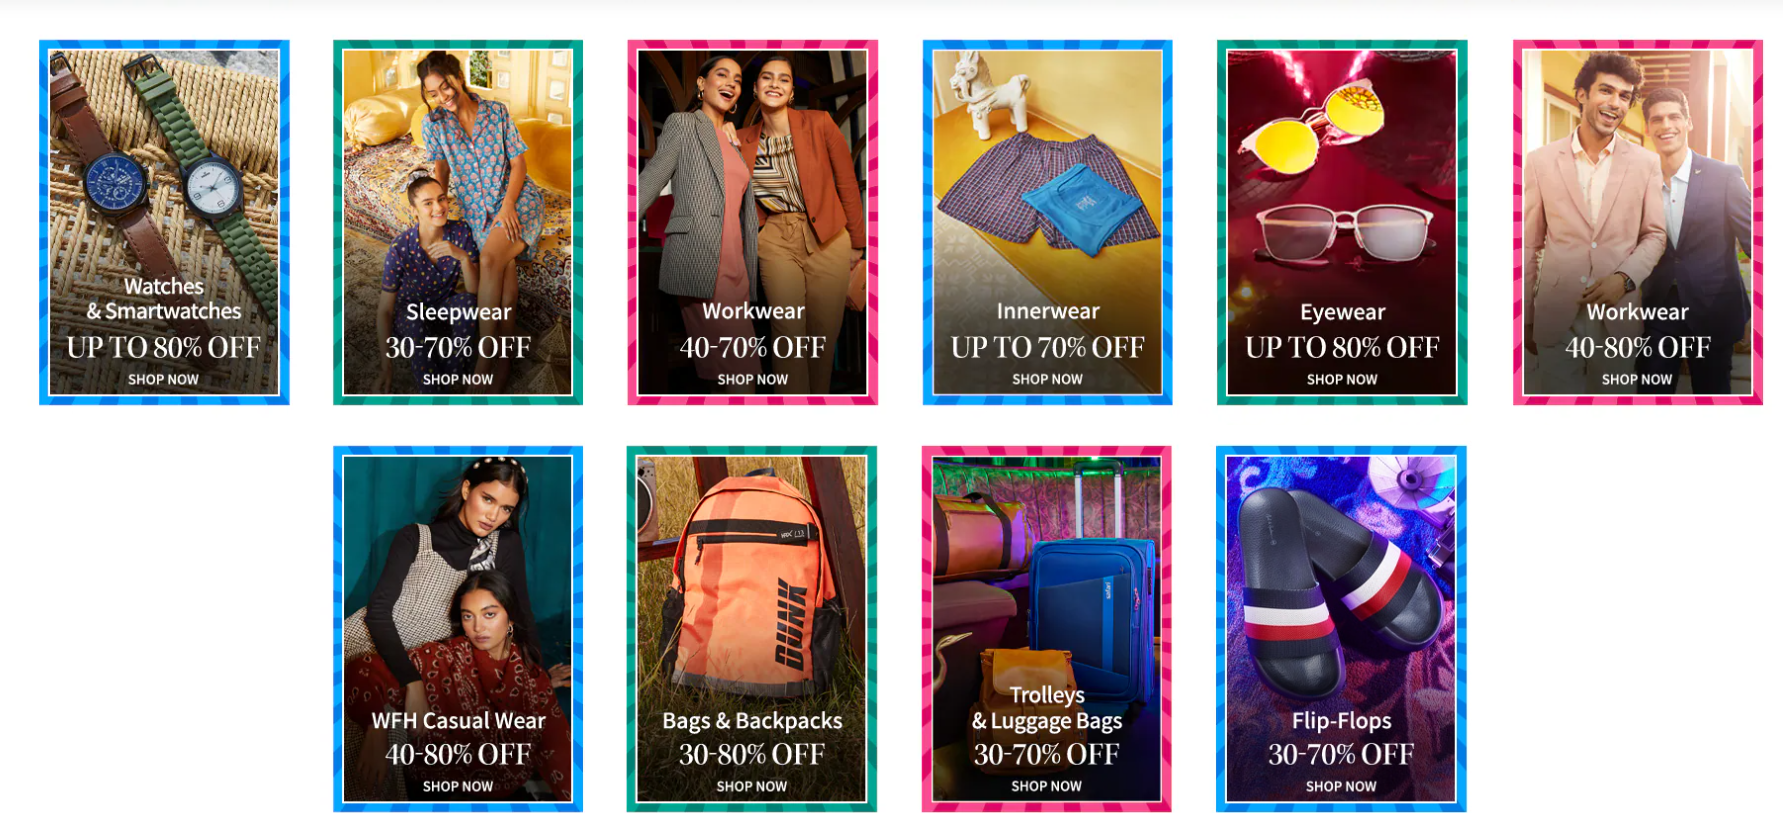 Watches
& Smartwatches
UP TO 80% OFF
SHOP NOW
Sleepwear
30-70% OFF
SHOP NOW
Workwear
40-70% OFF
SHOP NOW
Innerwear
UP TO 70% OFF
SHOP NOW
Eyewear
UP TO 80% OFF
SHOP NOW
Workwear
40-80% OFF
SHOP NOW
WFH Casual Wear
40-80% OFF
SHOP NOW
DUNK
Bags & Backpacks
30-80% OFF
SHOP NOW
safari
Trolleys
& Luggage Bags
30-70% OFF
SHOP NOW
Flip-Flops
30-70% OFF
SHOP NOW